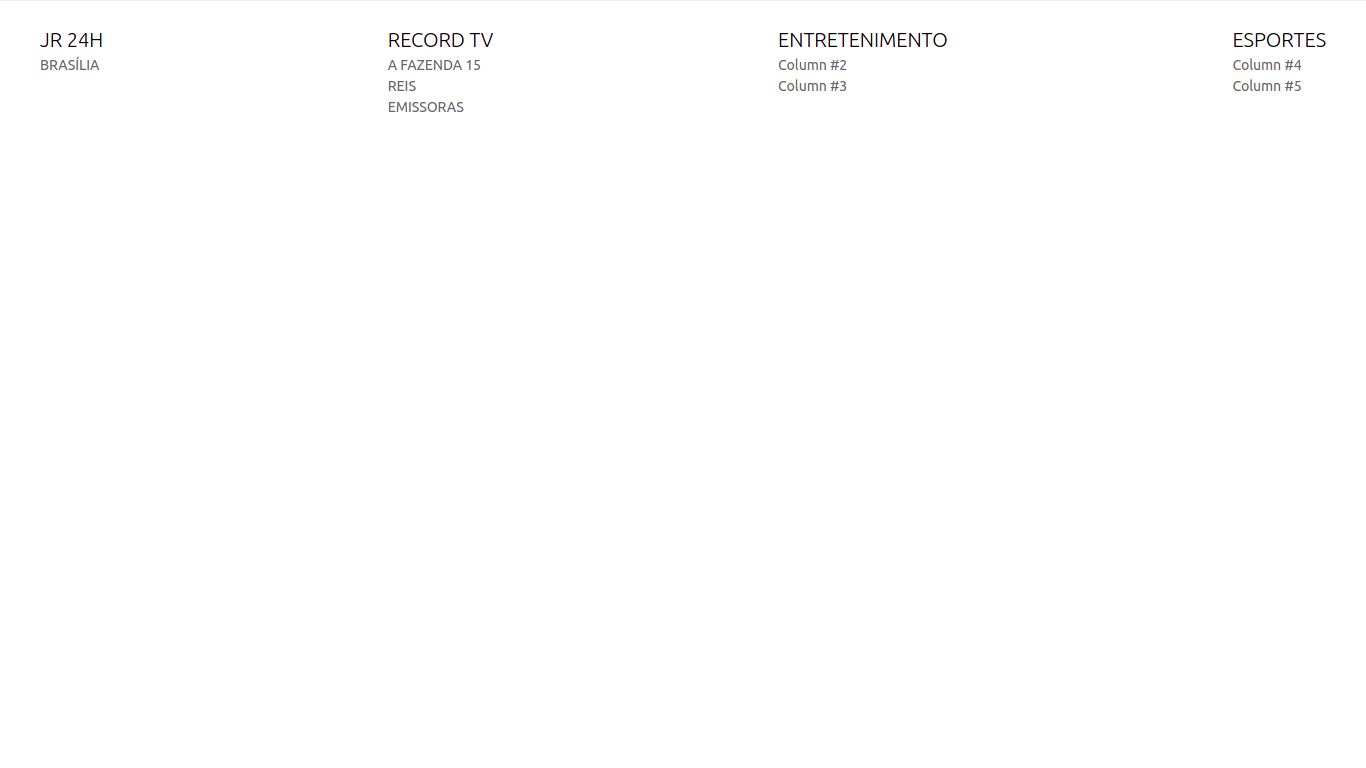 JR 24H
BRASÍLIA
RECORD TV
A FAZENDA 15
REIS
EMISSORAS
ENTRETENIMENTO
Column #2
Column #3
ESPORTES
Column #4
Column #5